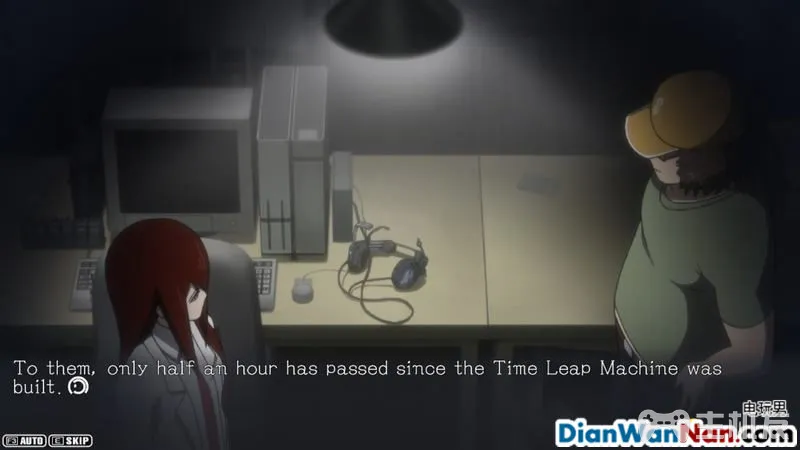 To them, only half an hour has passed since the Time Leap Machine was
built.
AUTO SKIP
电玩男
DianWanNan.com